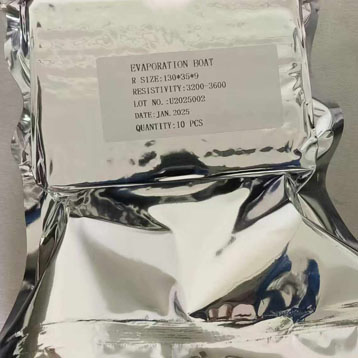 EVAPORATION BOAT
R SIZE:130*35*9
RESISTIVITY:3200-3600
LOT NO.:U2025002
DATE:JAN.2025
QUANTITY:10 PCS